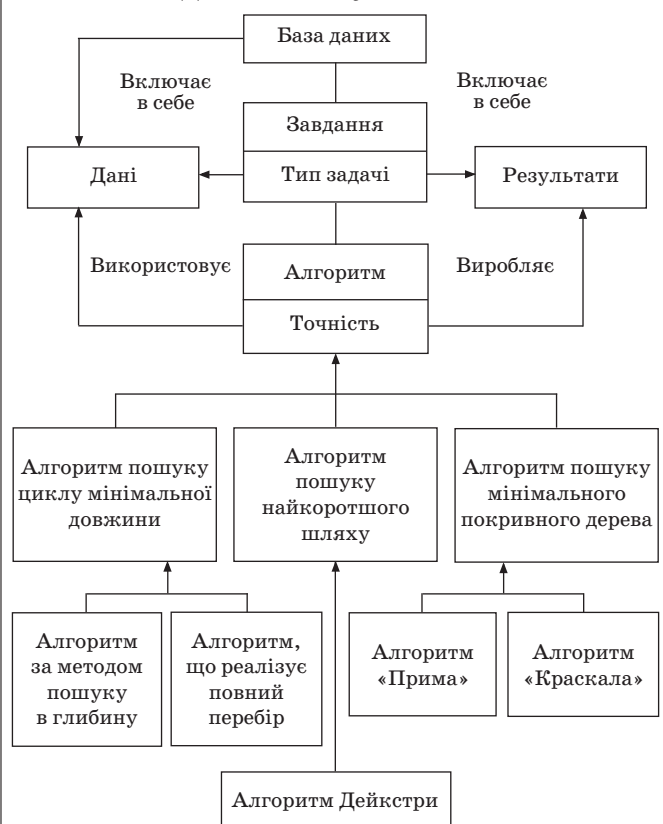 База даних
Включає
в себе
Включає
в себе
Завдання
Дані
Тип задачі
Результати
Використовує
Алгоритм
Виробляє
Точність
Алгоритм пошуку
циклу мінімальної
довжини
Алгоритм
пошуку
найкоротшого
шляху
Алгоритм пошуку
мінімального
покривного дерева
Алгоритм
за методом
пошуку
в глибину
Алгоритм,
що реалізує
повний
перебір
Алгоритм
«Прима»
Алгоритм
«Краскала»
Алгоритм Дейкстри